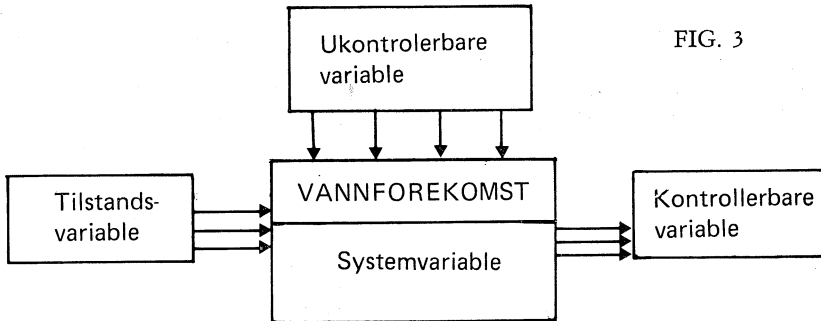 Ukontrolerbare
variable
FIG. 3
Tilstands-
variable
VANNFOREKOMST
Systemvariable
Kontrollerbare
variable